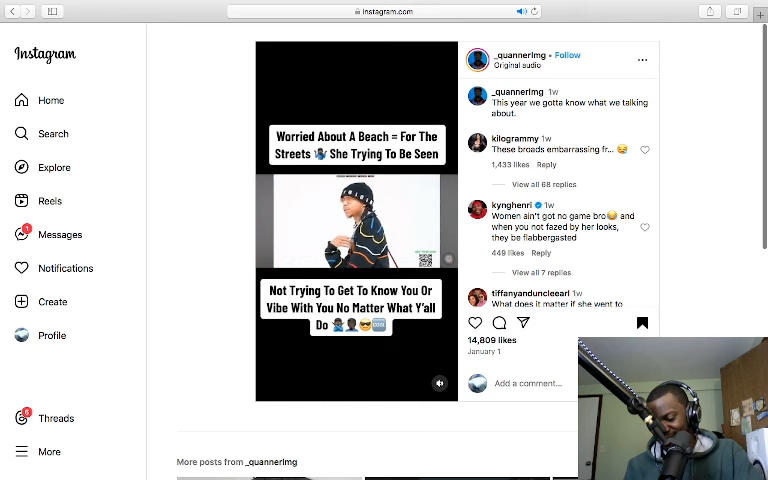 instagram.com
Instagram
Home
Search
Explore
Reels
1
Messages
Notifications
Create
Profile
6
Threads
More
Worried About A Beach = For The
Streets 🤷🏿‍♂️ She Trying To Be Seen
Not Trying To Get To Know You Or
Vibe With You No Matter What Y'all
Do 🤷🏿‍♂️🤦🏿‍♂️😎🆒
_quannerlmg • Follow
Original audio
_quannerlmg 1w
This year we gotta know what we talking
about.
kilogrammy 1w
These broads embarrassing fr... 😪
1,433 likes Reply
View all 68 replies
kynghenri 1w
Women ain't got no game bro😂 and
when you not fazed by her looks,
they be flabbergasted
449 likes Reply
View all 7 replies
tiffanyanduncleearl 1w
What does it matter if she went to
14,809 likes
January 1
Add a comment...
More posts from _quannerlmg